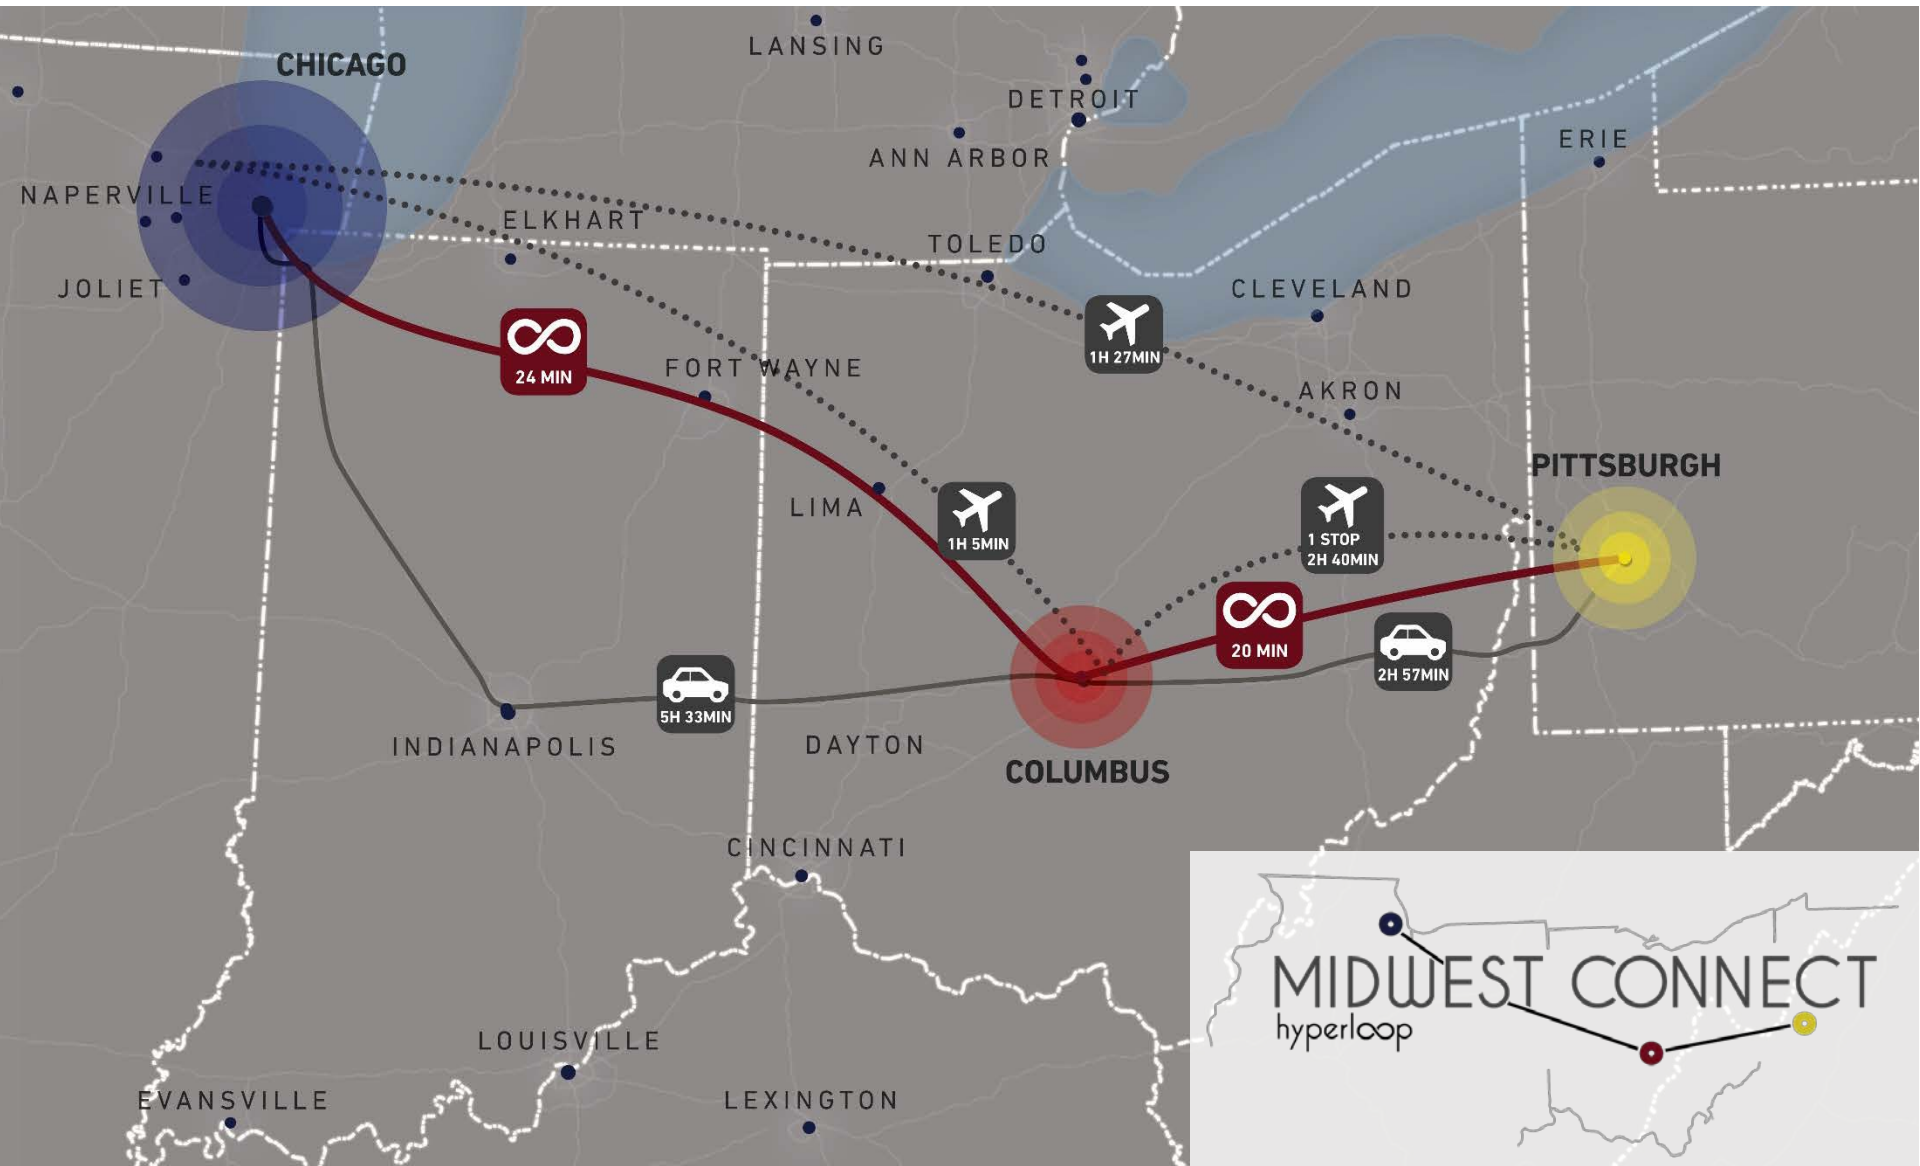 LANSING
CHICAGO
DETROIT
ERIE
ANN ARBOR
NAPERVILLE
ELKHART
TOLEDO
JOLIET
CLEVELAND
1H 27MIN
24 MIN
FORT WAYNE
AKRON
PITTSBURGH
LIMA
1H 5MIN
1 STOP
2H 40MIN
20 MIN
2H 57MIN
5H 33MIN
INDIANAPOLIS
DAYTON
COLUMBUS
CINCINNATI
MIDWEST CONNECT
hyperloop
LOUISVILLE
EVANSVILLE
LEXINGTON